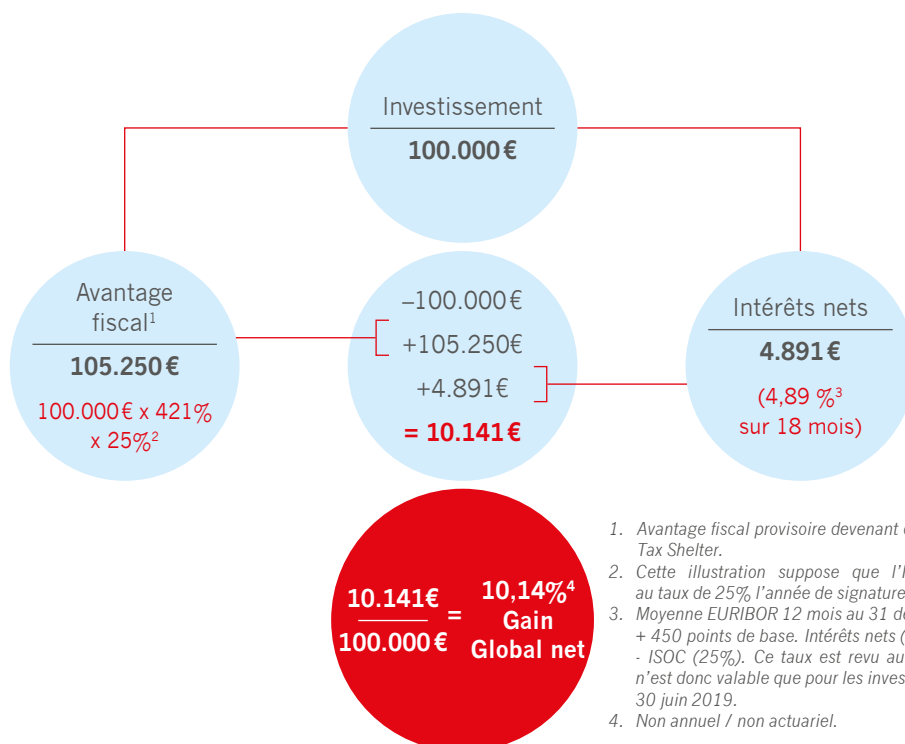 Investissement
100.000 €
Avantage
fiscal1
105.250 €
100.000 € x 421%
x 25%2
–100.000 €
+105.250€
+4.891€
= 10.141 €
Intérêts nets
4.891 €
(4,89 %3
sur 18 mois)
10.141€
100.000 €
=
10,14%4
Gain
Global net
1. Avantage fiscal provisoire devenant
Tax Shelter.
2. Cette illustration suppose que
au taux de 25% l'année de signature
3. Moyenne EURIBOR 12 mois au 31
+ 450 points de base. Intérêts nets (
- ISOC (25%). Ce taux est revu au
n'est donc valable que pour les
30 juin 2019.
4. Non annuel / non actuariel.